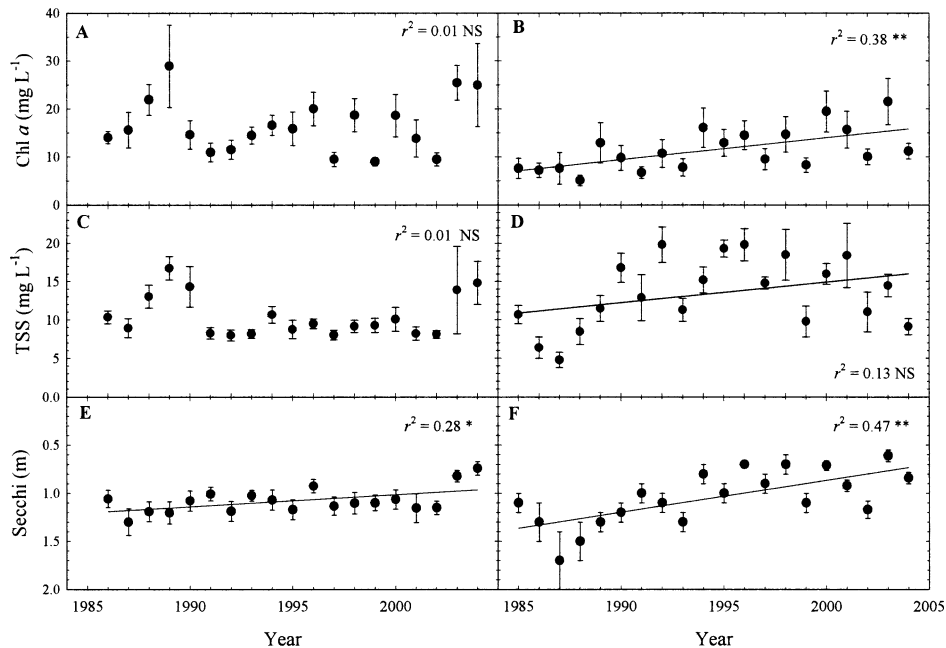 A
r² = 0.01 NS
B
r² = 0.38 **
Chl a (mg L⁻¹)
40
30
20
10
0
C
r² = 0.01 NS
D
r² = 0.13 NS
TSS (mg L⁻¹)
20
15
10
5
0.0
E
r² = 0.28 *
F
r² = 0.47 **
Secchi (m)
0.5
1.0
1.5
2.0
1985 1990 1995 2000
1985 1990 1995 2000 2005
Year
Year